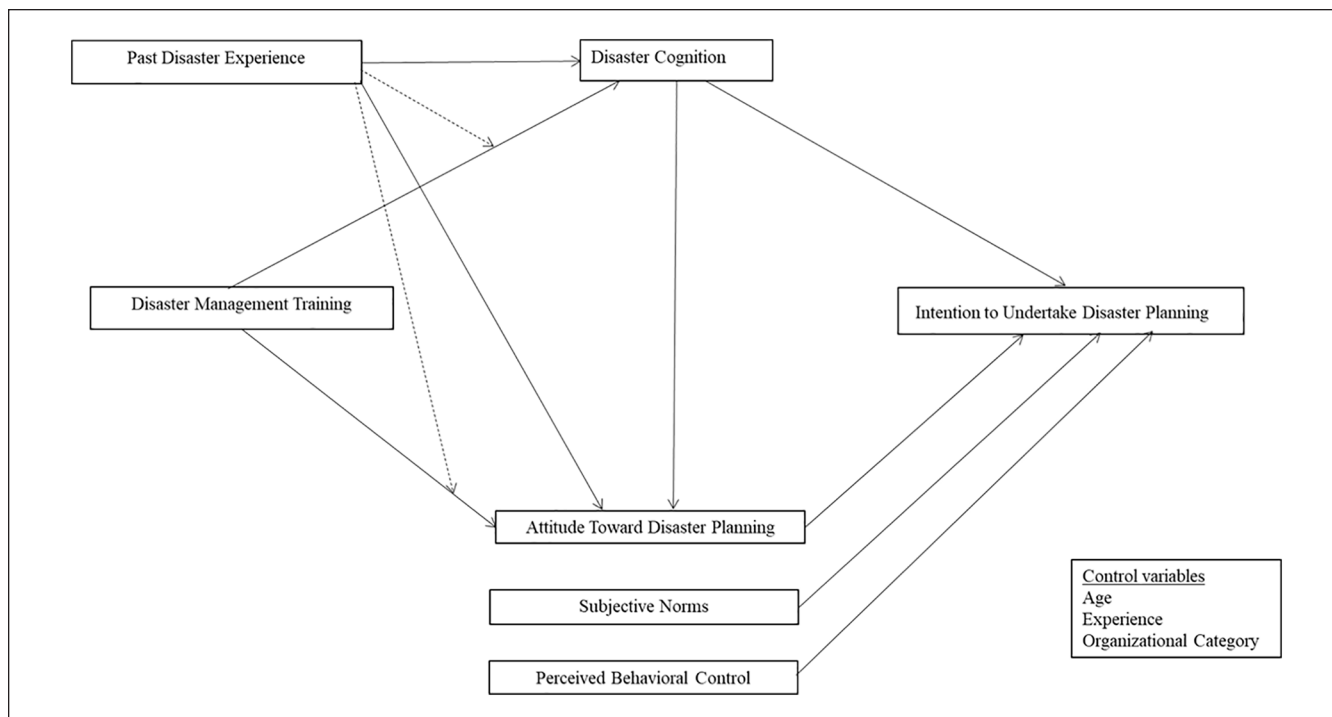 Past Disaster Experience
Disaster Cognition
Disaster Management Training
Intention to Undertake Disaster Planning
Attitude Toward Disaster Planning
Subjective Norms
Perceived Behavioral Control
Control variables
Age
Experience
Organizational Category